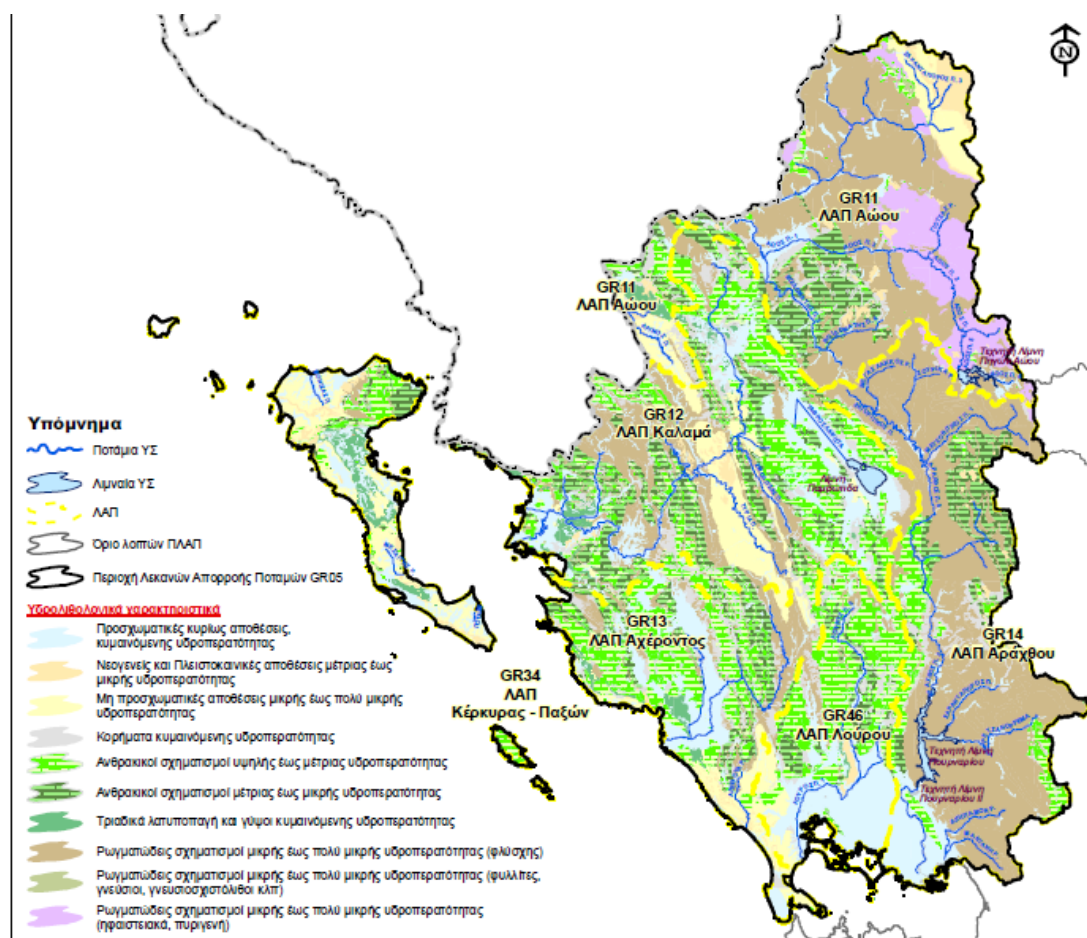 N
GR11
ΛΑΠ Αώου
GR11
ΛΑΠ Αώου
Τεχνητή Λίμνη
Πηγών Αώου
GR12
ΛΑΠ Καλαμά
Λίμνη
Παμβώτιδα
GR13
ΛΑΠ Αχέροντος
GR14
ΛΑΠ Αράχθου
GR34
ΛΑΠ
Κέρκυρας - Παξών
GR46
ΛΑΠ Λούρου
Τεχνητή Λίμνη
Πουρναρίου
Τεχνητή Λίμνη
Πουρναρίου ΙΙ
Υπόμνημα
Ποτάμια ΥΣ
Λιμναία ΥΣ
ΛΑΠ
Όριο λοιπών ΠΛΑΠ
Περιοχή Λεκανών Απορροής Ποταμών GR05
Υδρολιθολογικά χαρακτηριστικά
Προσχωματικές κυρίως αποθέσεις,
κυμαινόμενης υδροπερατότητας
Νεογενείς και Πλειστοκαινικές αποθέσεις μέτριας έως
μικρής υδροπερατότητας
Μη προσχωματικές αποθέσεις μικρής έως πολύ μικρής
υδροπερατότητας
Κορήματα κυμαινόμενης υδροπερατότητας
Ανθρακικοί σχηματισμοί υψηλής έως μέτριας υδροπερατότητας
Ανθρακικοί σχηματισμοί μέτριας έως μικρής υδροπερατότητας
Τριαδικά λατυποπαγή και γύψοι κυμαινόμενης υδροπερατότητας
Ρωγματώδεις σχηματισμοί μικρής έως πολύ μικρής υδροπερατότητας (φλύσχης)
Ρωγματώδεις σχηματισμοί μικρής έως πολύ μικρής υδροπερατότητας (φυλλίτες,
γνεύσιοι, γνευσιοσχιστόλιθοι κλπ)
Ρωγματώδεις σχηματισμοί μικρής έως πολύ μικρής υδροπερατότητας
(ηφαιστειακά, πυριγενή)